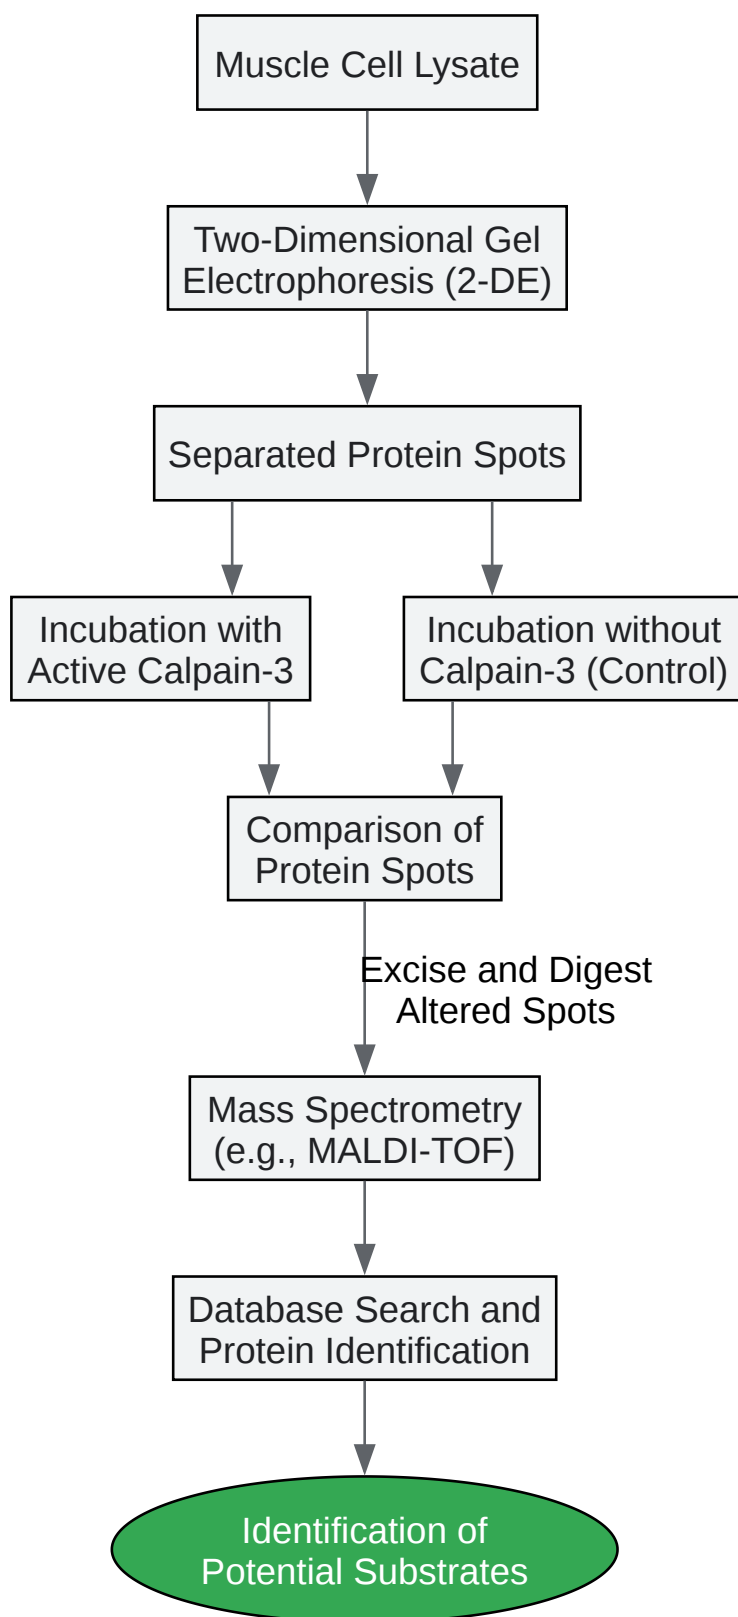 Muscle Cell Lysate
Two-Dimensional Gel
Electrophoresis (2-DE)
Separated Protein Spots
Incubation with
Active Calpain-3
Incubation without
Calpain-3 (Control)
Comparison of
Protein Spots
Excise and Digest
Altered Spots
Mass Spectrometry
(e.g., MALDI-TOF)
Database Search and
Protein Identification
Identification of
Potential Substrates